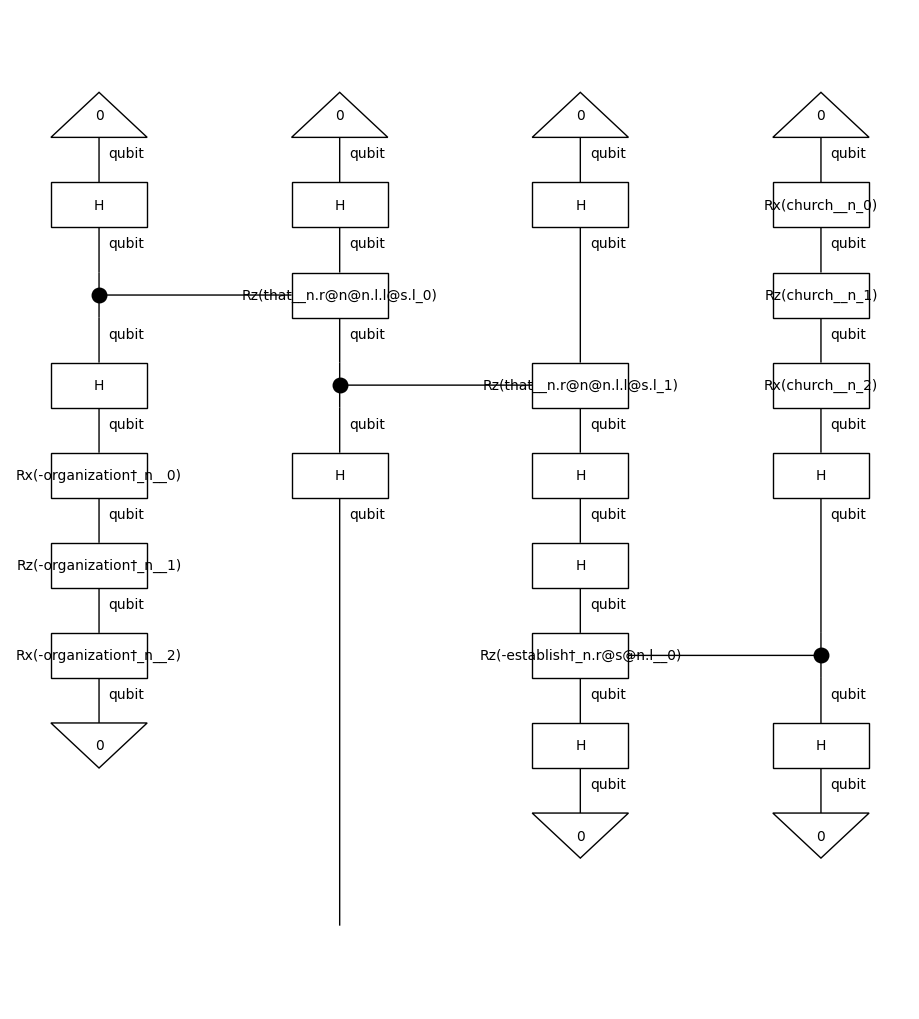 0 0 0 0
qubit qubit qubit qubit
H H H Rx(church__n_0)
qubit qubit qubit qubit
Rz(that__n.r@n@n.l.l@s.l_0) Rz(church__n_1)
qubit qubit qubit
H Rz(that__n.r@n@n.l.l@s.l_1) Rx(church__n_2)
qubit qubit qubit qubit
Rx(-organization†_n__0) H H H
qubit qubit qubit qubit
Rz(-organization†_n__1) H
qubit qubit
Rx(-organization†_n__2) Rz(-establish†_n.r@s@n.l__0)
qubit qubit qubit
0 H H
qubit qubit
0 0